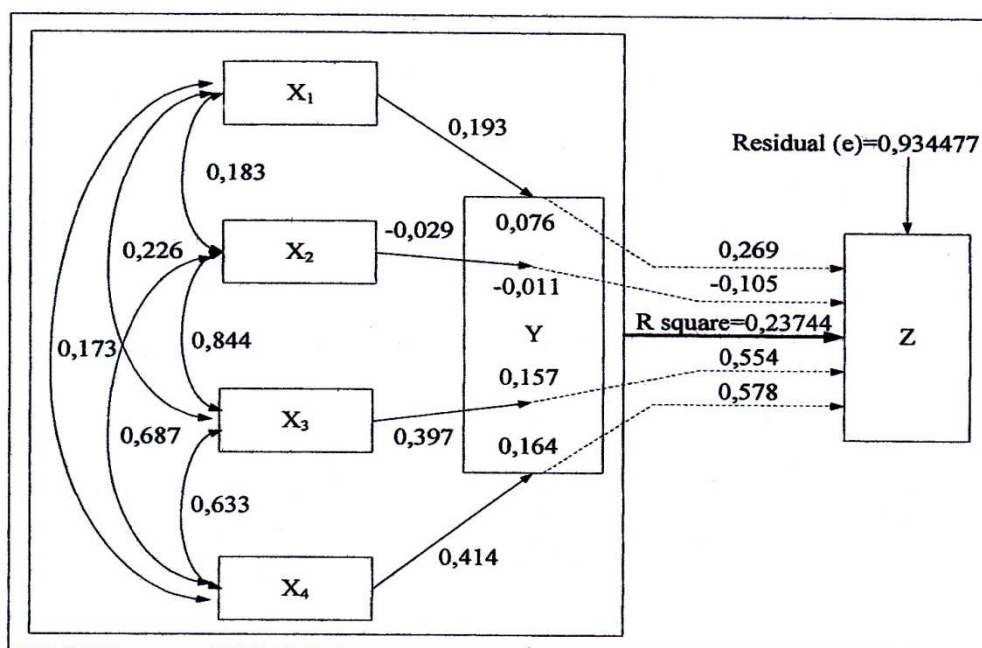 X₁
0,193
Residual (e)=0,934477
0,183
0,076
-0,029
X₂
0,226
0,269
-0,011
-0,105
R square=0,23744
Y
Z
0,173
0,844
0,554
0,157
0,578
X₃
0,397
0,687
0,164
0,633
0,414
X₄